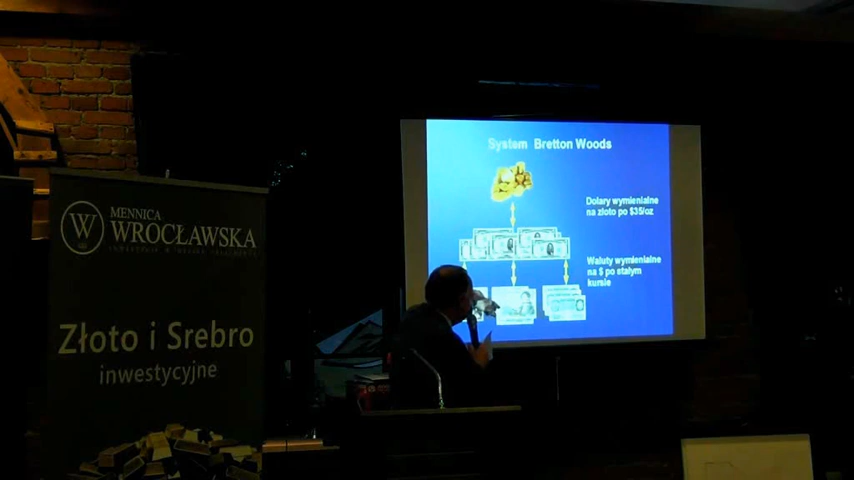 W
MENNICA
WROCŁAWSKA
Złoto i Srebro
inwestycyjne
System Bretton Woods
Dolary wymienialne
na złoto po $35/oz
Waluty wymienialne
na $ po stałym
kursie